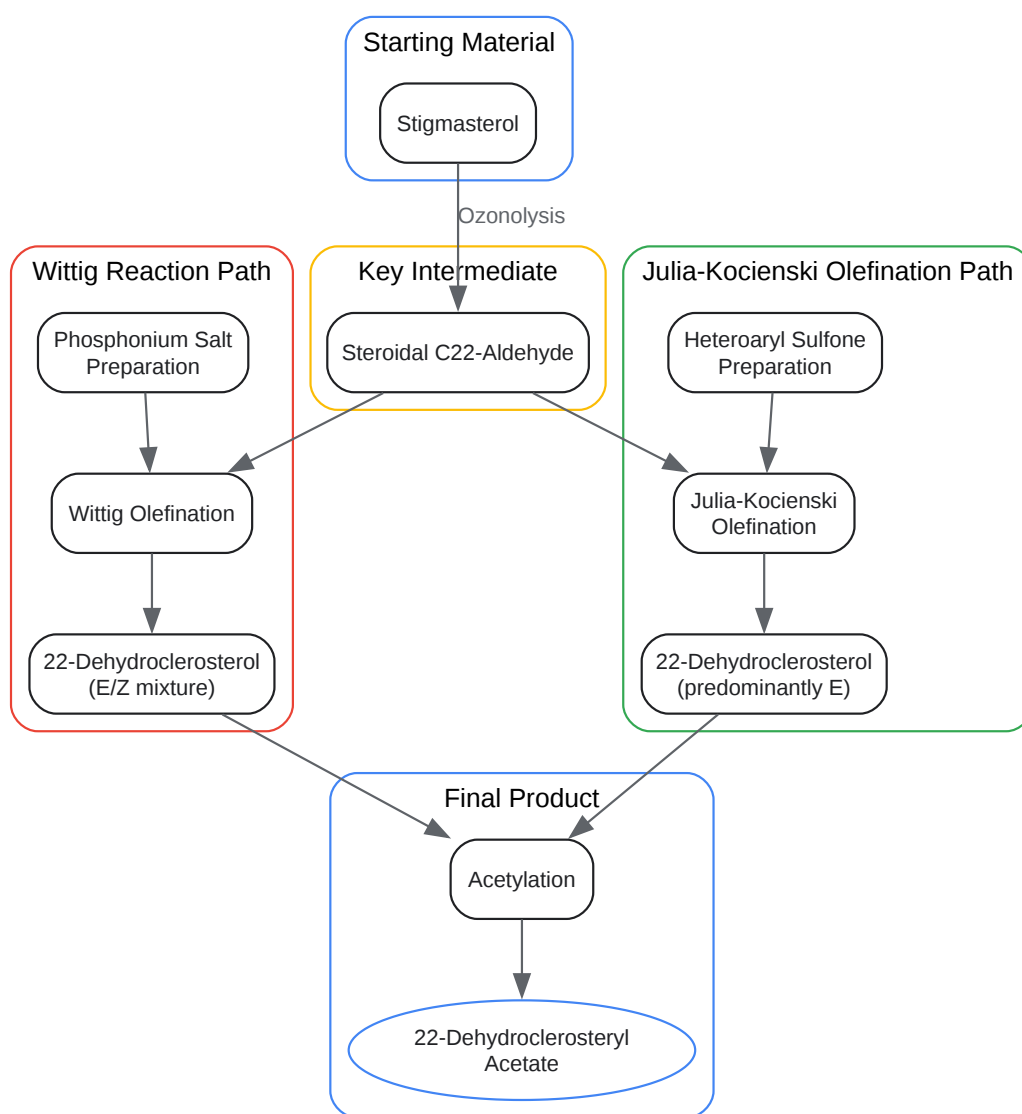 Starting Material
Stigmasterol
Ozonolysis
Wittig Reaction Path
Phosphonium Salt
Preparation
Wittig Olefination
22-Dehydroclerosterol
(E/Z mixture)
Key Intermediate
Steroidal C22-Aldehyde
Julia-Kocienski Olefination Path
Heteroaryl Sulfone
Preparation
Julia-Kocienski
Olefination
22-Dehydroclerosterol
(predominantly E)
Final Product
Acetylation
22-Dehydroclerosteryl
Acetate